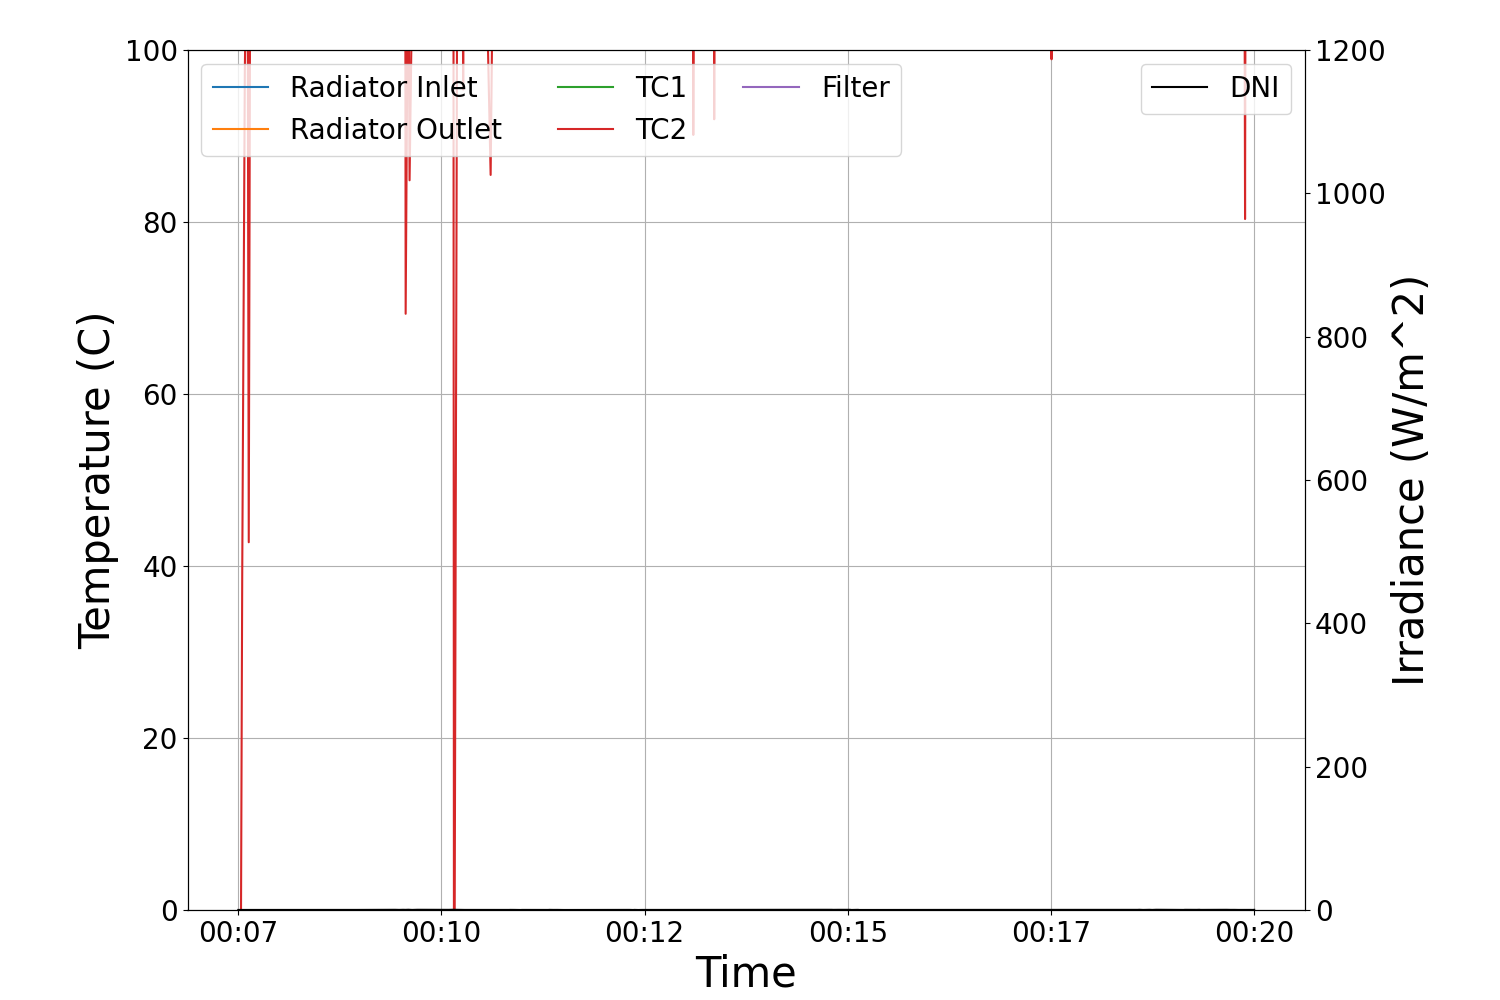 100
80
60
40
20
0
Temperature (C)
Radiator Inlet
Radiator Outlet
TC1
TC2
Filter
DNI
1200
1000
800
600
400
200
0
Irradiance (W/m^2)
00:07 00:10 00:12 00:15 00:17 00:20
Time